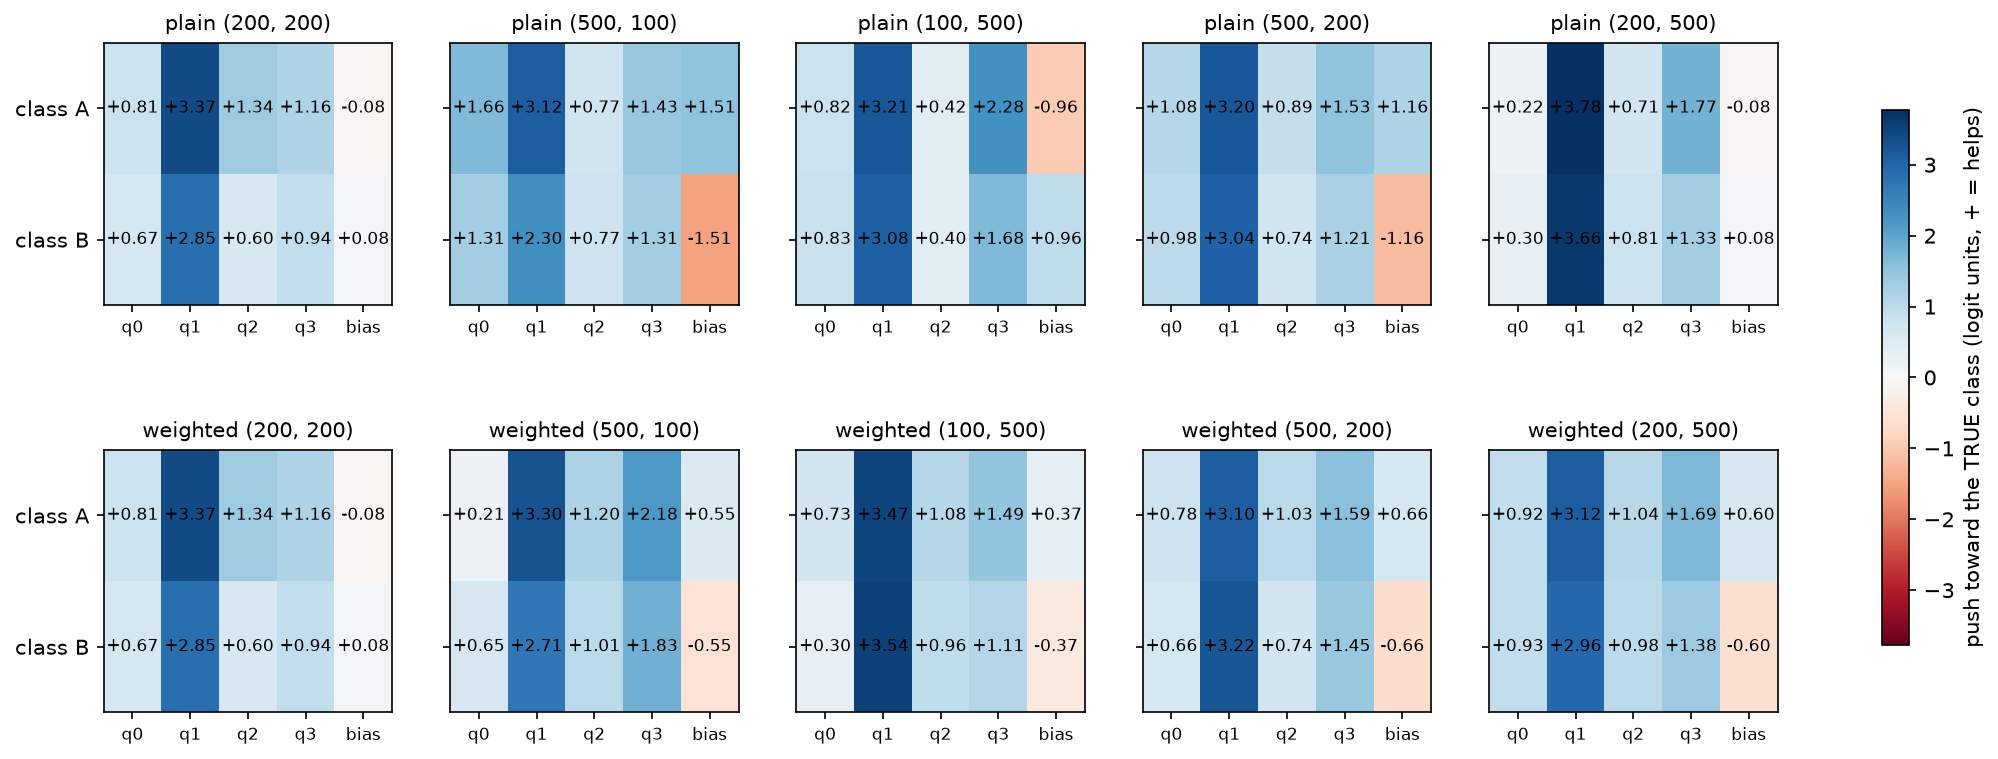 plain (200, 200) plain (500, 100) plain (100, 500) plain (500, 200) plain (200, 500)
class A +0.81 +3.37 +1.34 +1.16 -0.08 +1.66 +3.12 +0.77 +1.43 +1.51 +0.82 +3.21 +0.42 +2.28 -0.96 +1.08 +3.20 +0.89 +1.53 +1.16 +0.22 +3.78 +0.71 +1.77 -0.08
class B +0.67 +2.85 +0.60 +0.94 +0.08 +1.31 +2.30 +0.77 +1.31 -1.51 +0.83 +3.08 +0.40 +1.68 +0.96 +0.98 +3.04 +0.74 +1.21 -1.16 +0.30 +3.66 +0.81 +1.33 +0.08
q0 q1 q2 q3 bias q0 q1 q2 q3 bias q0 q1 q2 q3 bias q0 q1 q2 q3 bias q0 q1 q2 q3 bias
weighted (200, 200) weighted (500, 100) weighted (100, 500) weighted (500, 200) weighted (200, 500)
class A +0.81 +3.37 +1.34 +1.16 -0.08 +0.21 +3.30 +1.20 +2.18 +0.55 +0.73 +3.47 +1.08 +1.49 +0.37 +0.78 +3.10 +1.03 +1.59 +0.66 +0.92 +3.12 +1.04 +1.69 +0.60
class B +0.67 +2.85 +0.60 +0.94 +0.08 +0.65 +2.71 +1.01 +1.83 -0.55 +0.30 +3.54 +0.96 +1.11 -0.37 +0.66 +3.22 +0.74 +1.45 -0.66 +0.93 +2.96 +0.98 +1.38 -0.60
q0 q1 q2 q3 bias q0 q1 q2 q3 bias q0 q1 q2 q3 bias q0 q1 q2 q3 bias q0 q1 q2 q3 bias
3
2
1
0
−1
−2
−3
push toward the TRUE class (logit units, + = helps)